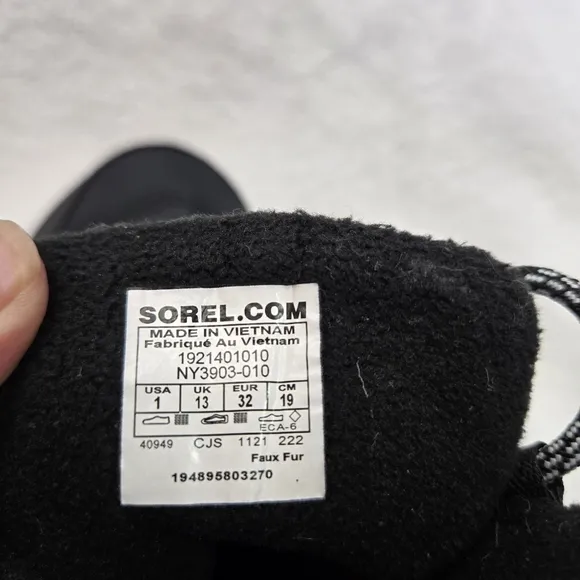 SOREL.COM
MADE IN VIETNAM
Fabriqué Au Vietnam
1921401010
NY3903-010
USA UK EUR CM
1 13 32 19
ECA-6
40949 CJS 1121 222
Faux Fur
194895803270